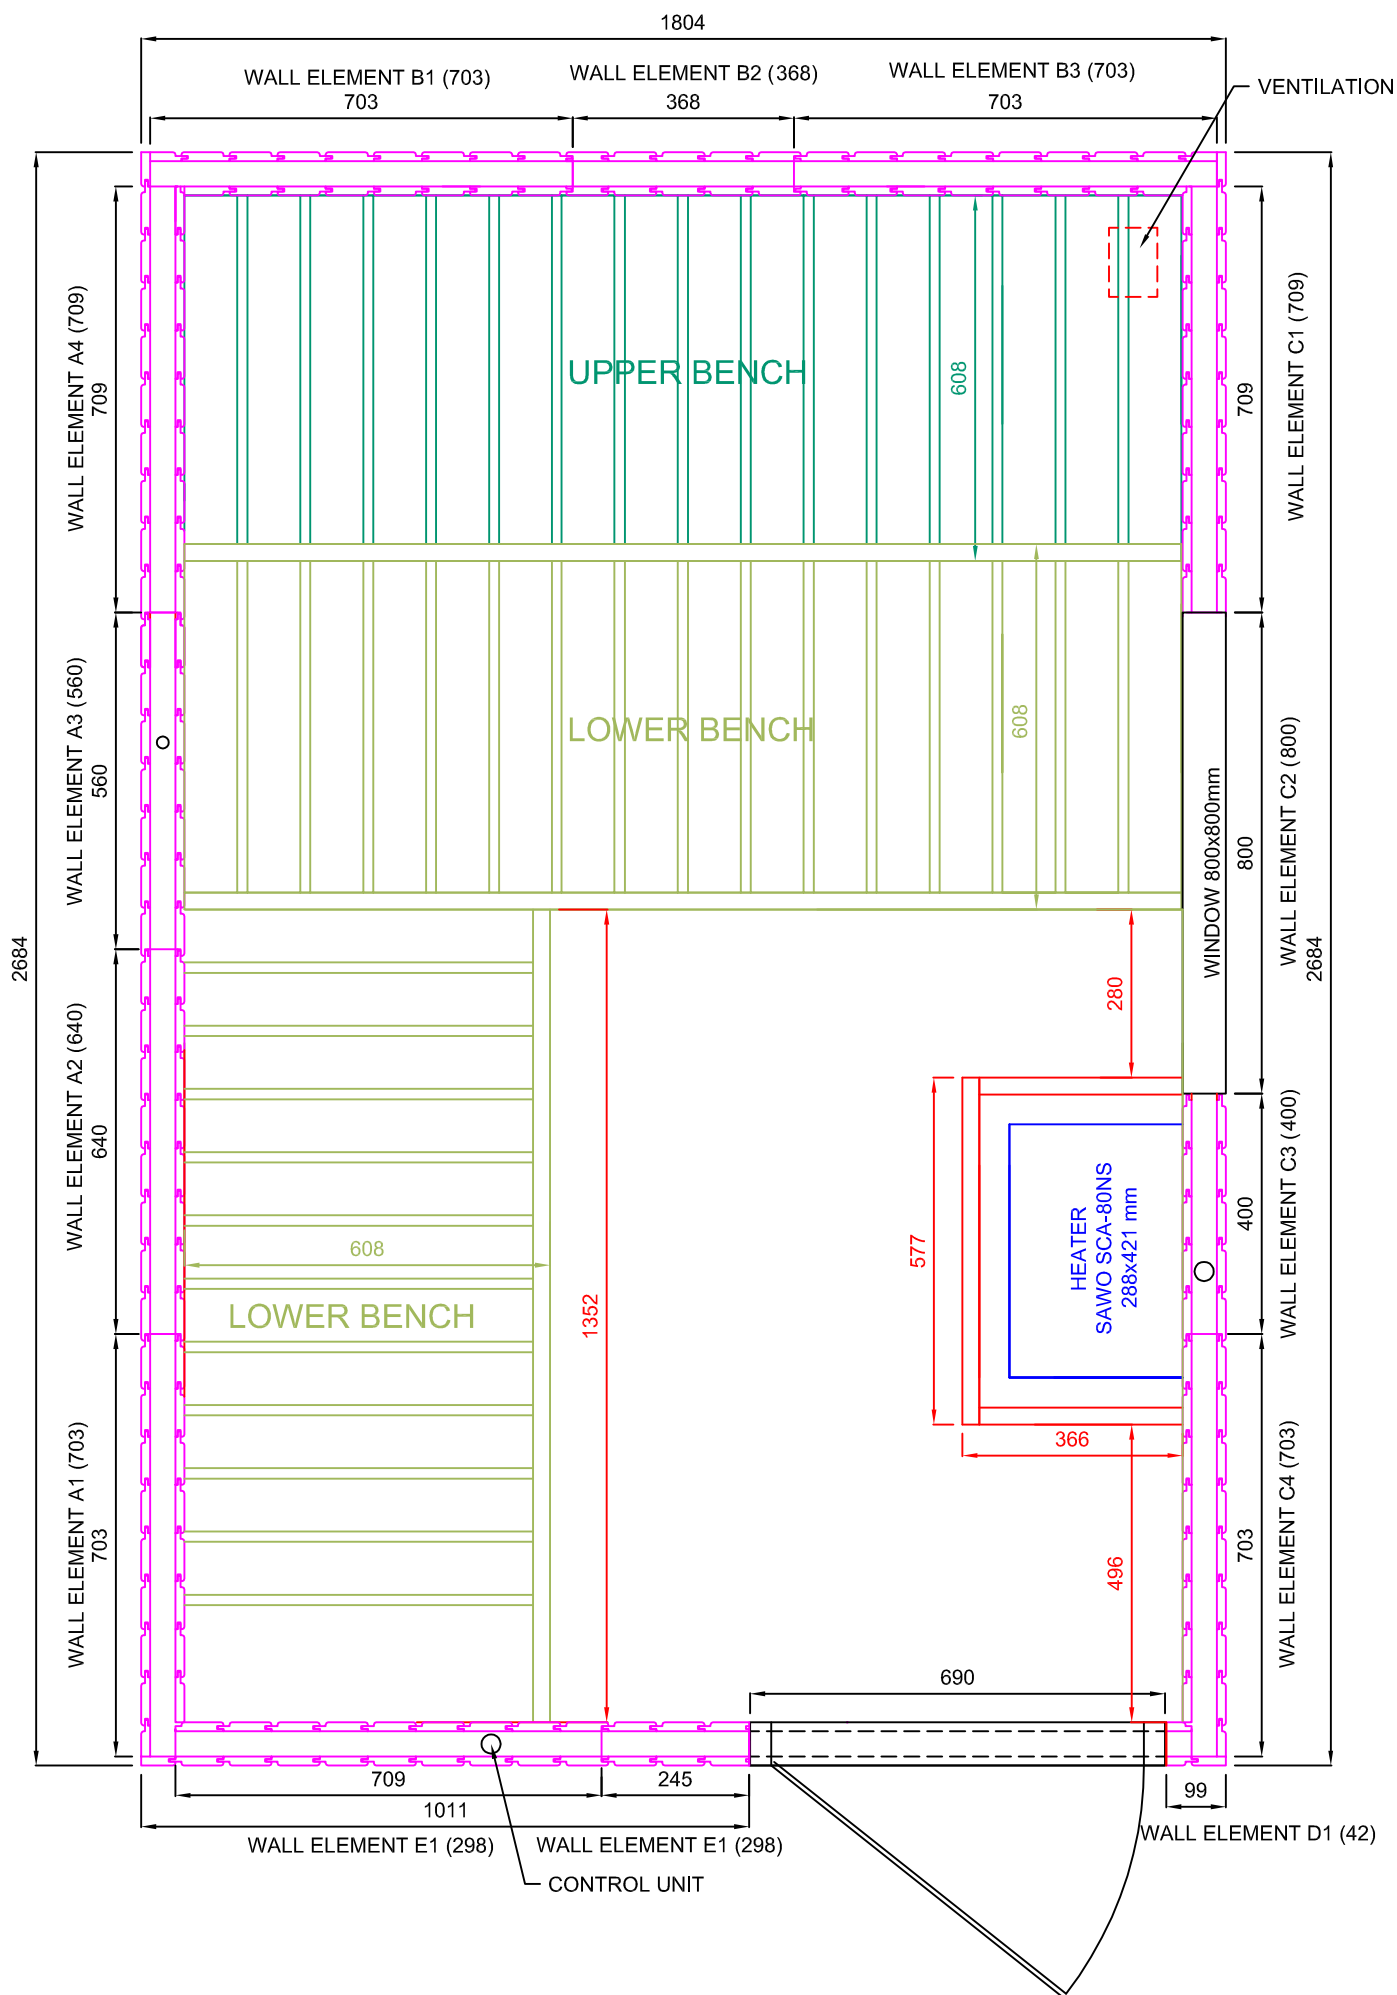 1804
WALL ELEMENT B1 (703)
WALL ELEMENT B2 (368)
WALL ELEMENT B3 (703)
703
368
703
VENTILATION
WALL ELEMENT A4 (709)
709
UPPER BENCH
608
709
WALL ELEMENT C1 (709)
WALL ELEMENT A3 (560)
560
LOWER BENCH
608
WINDOW 800x800mm
800
WALL ELEMENT C2 (800)
2684
2684
WALL ELEMENT A2 (640)
640
280
608
LOWER BENCH
1352
577
HEATER
SAWO SCA-80NS
288x421 mm
366
400
WALL ELEMENT C3 (400)
WALL ELEMENT A1 (703)
703
496
703
WALL ELEMENT C4 (703)
690
709
245
99
1011
WALL ELEMENT E1 (298)
WALL ELEMENT E1 (298)
WALL ELEMENT D1 (42)
CONTROL UNIT